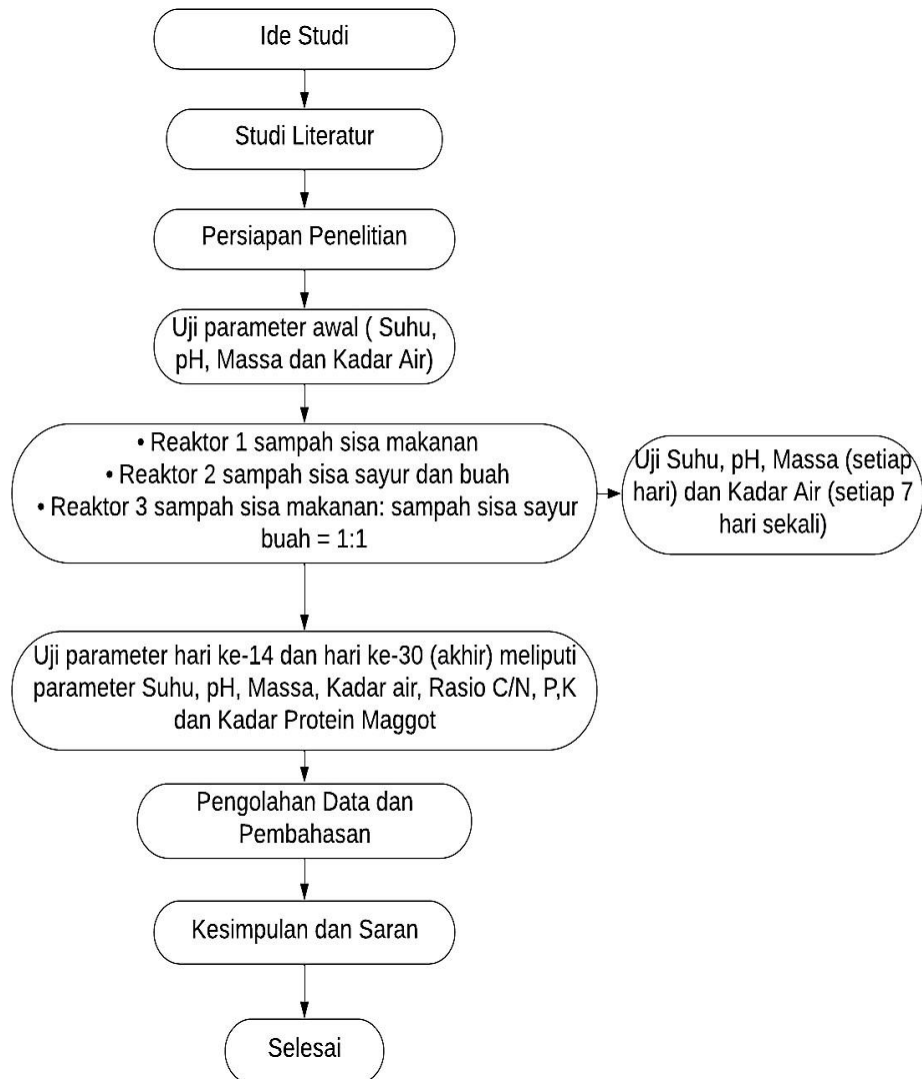 Ide Studi
Studi Literatur
Persiapan Penelitian
Uji parameter awal ( Suhu,
pH, Massa dan Kadar Air)
• Reaktor 1 sampah sisa makanan
• Reaktor 2 sampah sisa sayur dan buah
• Reaktor 3 sampah sisa makanan: sampah sisa sayur
buah = 1:1
Uji Suhu, pH, Massa (setiap
hari) dan Kadar Air (setiap 7
hari sekali)
Uji parameter hari ke-14 dan hari ke-30 (akhir) meliputi
parameter Suhu, pH, Massa, Kadar air, Rasio C/N, P,K
dan Kadar Protein Maggot
Pengolahan Data dan
Pembahasan
Kesimpulan dan Saran
Selesai